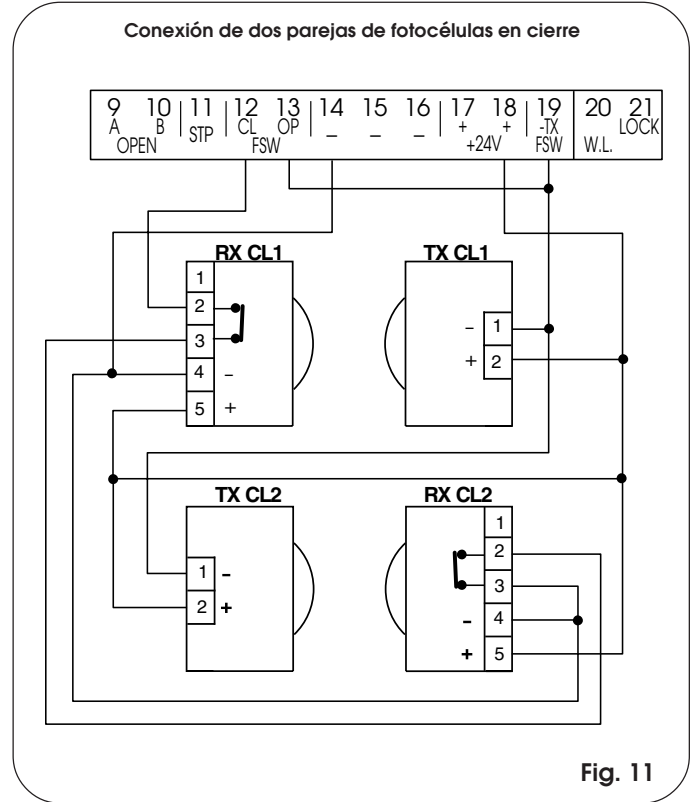 Conexión de dos parejas de fotocélulas en cierre
9 10 11 12 13 14 15 16 17 18 19 20 21
A B STP CL OP _ _ _ + + -TX W.L. LOCK
OPEN FSW +24V FSW
RX CL1 TX CL1
1
2
3
4 –
5 +
– 1
+ 2
TX CL2 RX CL2
1 -
2 +
1
2
3
- 4
+ 5
Fig. 11